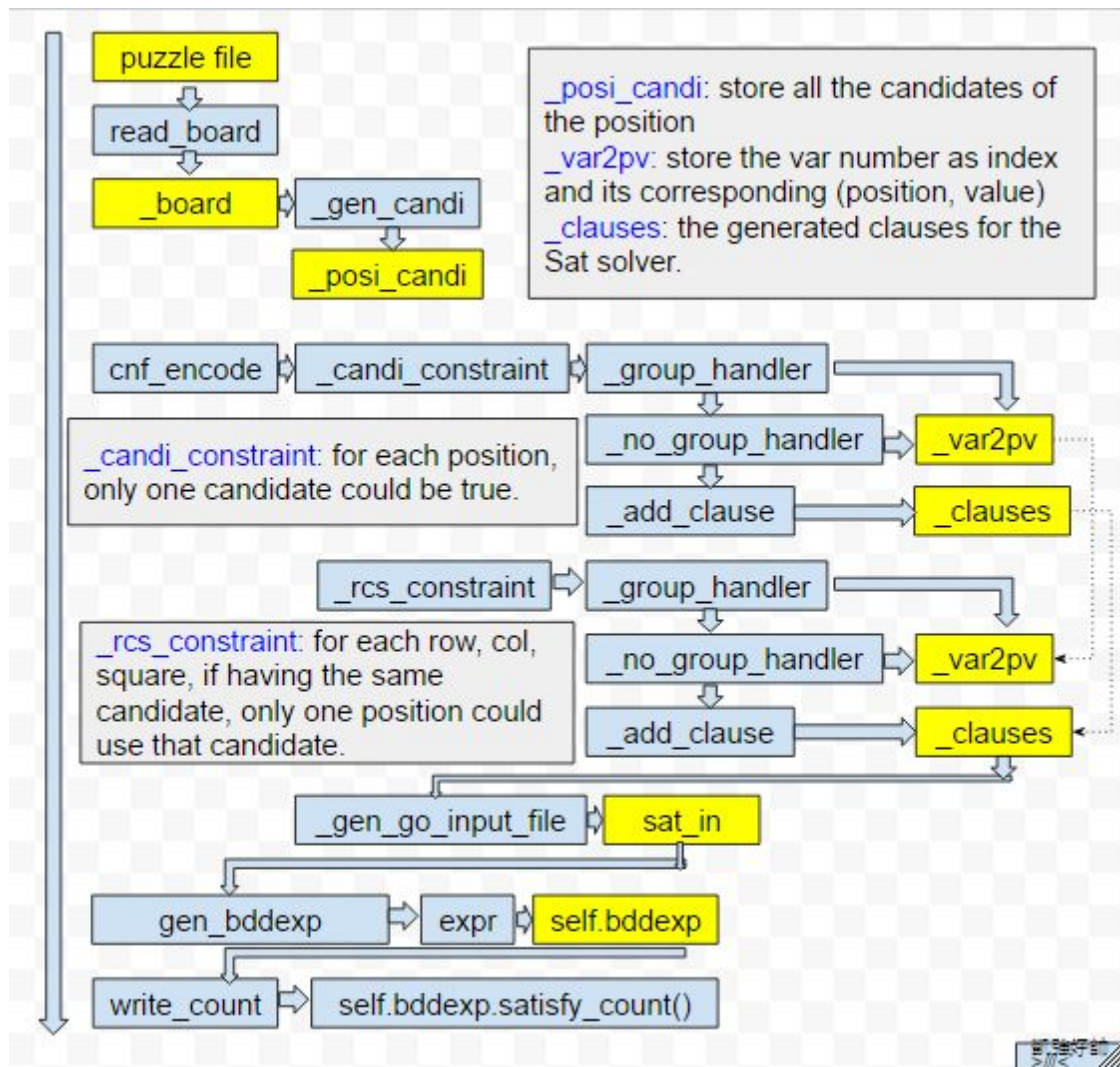 puzzle file
read_board
_board
_gen_candi
_posi_candi
_posi_candi: store all the candidates of
the position
_var2pv: store the var number as index
and its corresponding (position, value)
_clauses: the generated clauses for the
Sat solver.
cnf_encode
_candi_constraint
_group_handler
_no_group_handler
_var2pv
_candi_constraint: for each position,
only one candidate could be true.
_add_clause
_clauses
_rcs_constraint
_group_handler
_rcs_constraint: for each row, col,
square, if having the same
candidate, only one position could
use that candidate.
_no_group_handler
_var2pv
_add_clause
_clauses
_gen_go_input_file
sat_in
gen_bddexp
expr
self.bddexp
write_count
self.bddexp.satisfy_count()